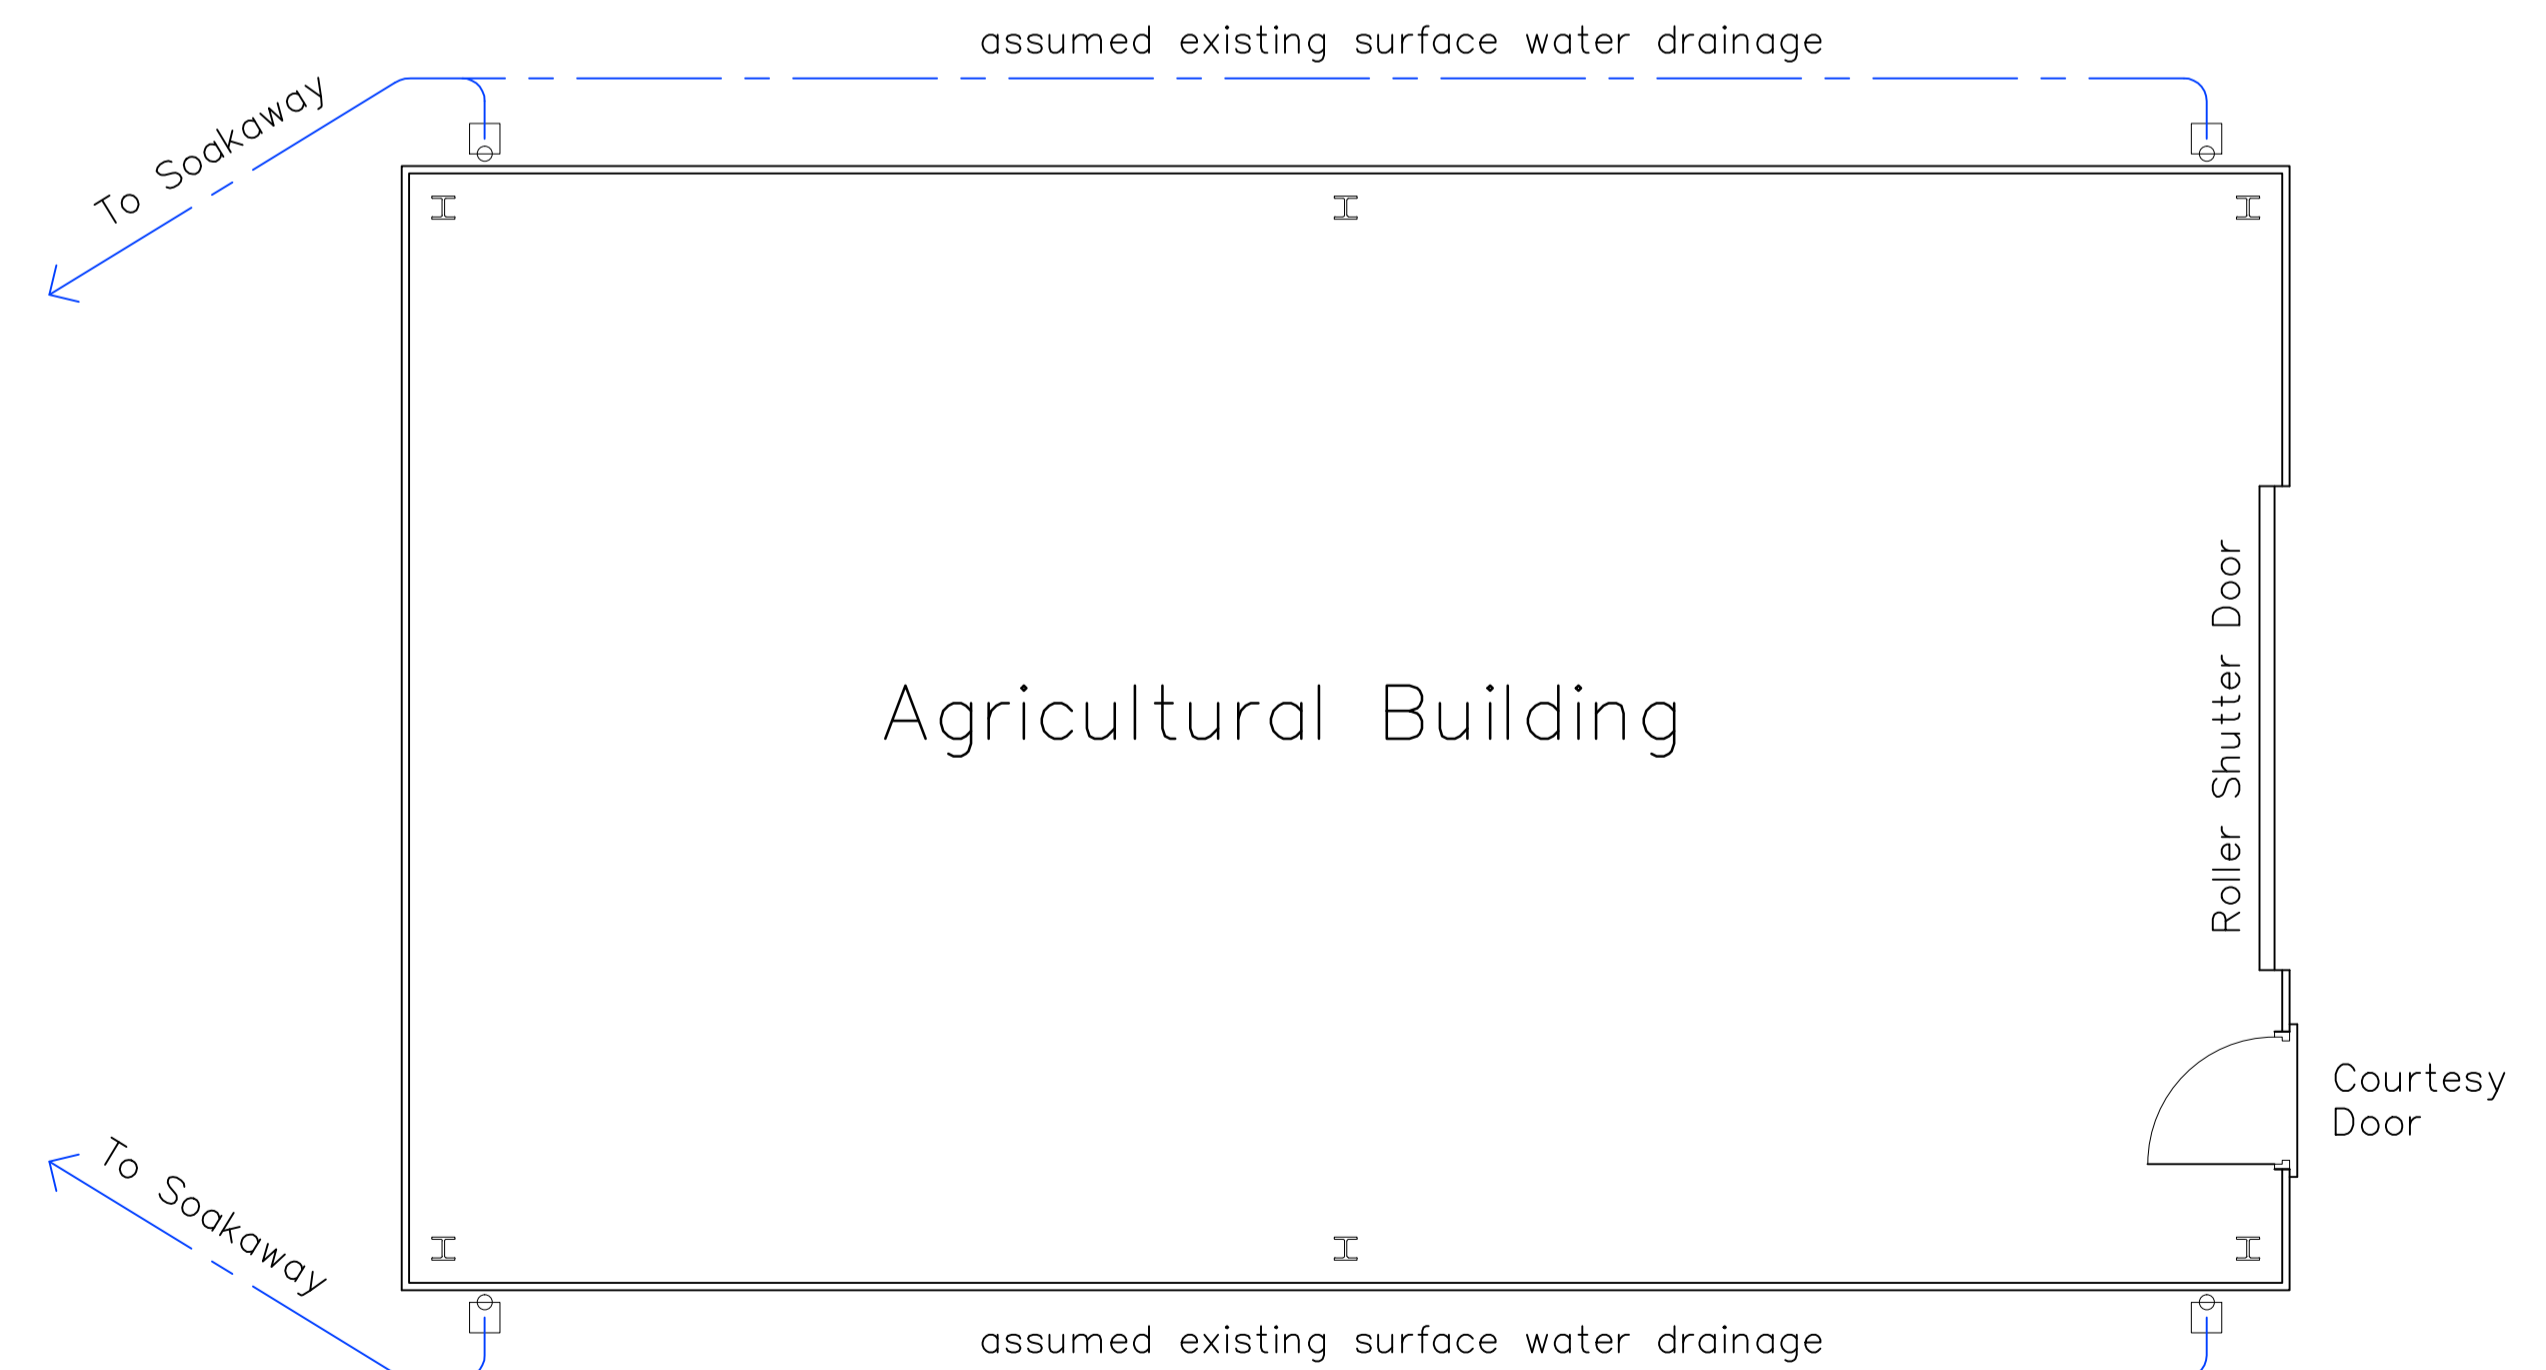 assumed existing surface water drainage
To Soakaway
Agricultural Building
Roller Shutter Door
Courtesy
Door
To Soakaway
assumed existing surface water drainage